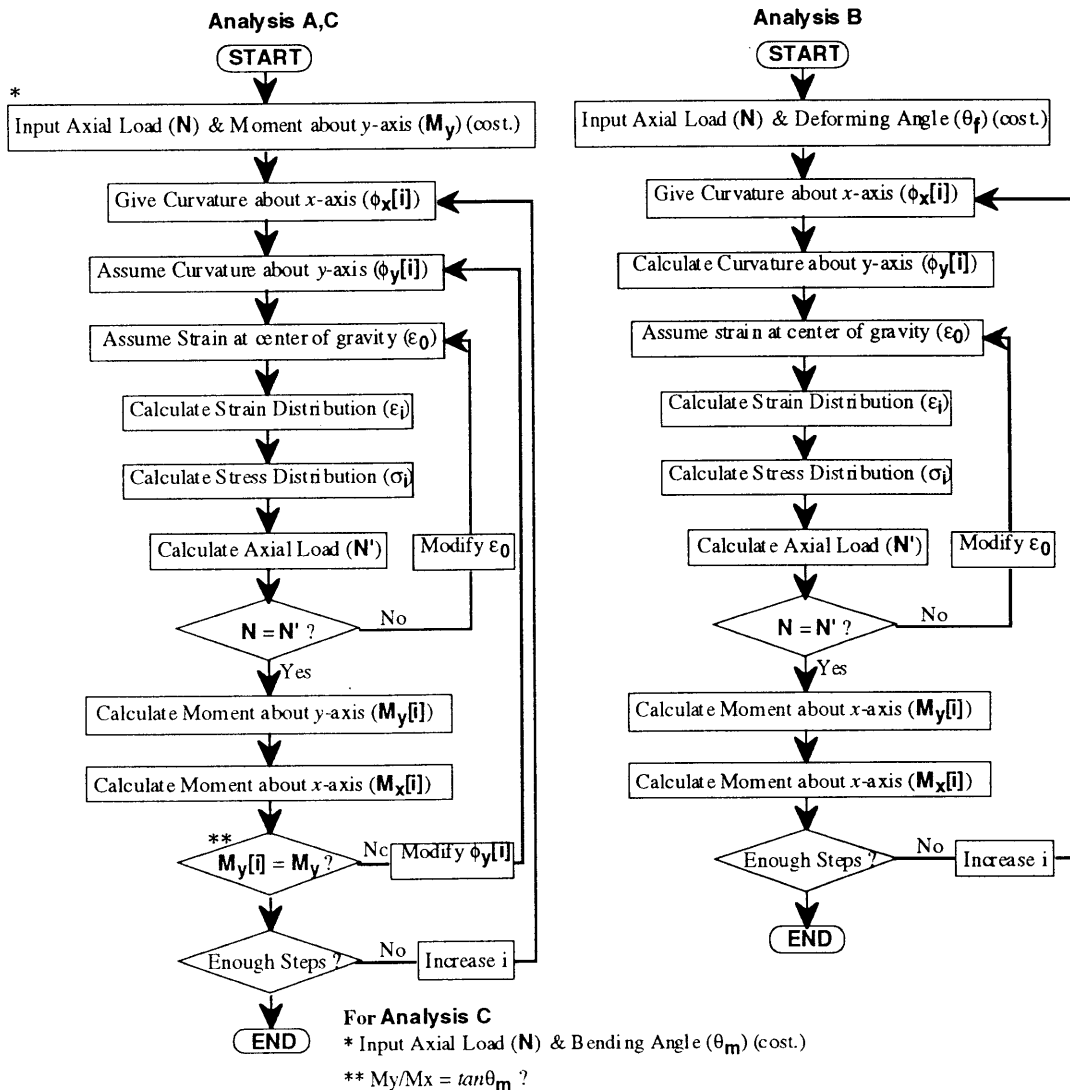 Analysis A,C
START
*
Input Axial Load (N) & Moment about y-axis (My) (cost.)
Give Curvature about x-axis (ϕx[i])
Assume Curvature about y-axis (ϕy[i])
Assume Strain at center of gravity (ε0)
Calculate Strain Distribution (εi)
Calculate Stress Distribution (σi)
Calculate Axial Load (N')
Modify ε0
N = N' ?
No
Yes
Calculate Moment about y-axis (My[i])
Calculate Moment about x-axis (Mx[i])
**
My[i] = My ?
Nc
Modify ϕy[i]
Enough Steps ?
No
Increase i
END
For Analysis C
* Input Axial Load (N) & Bending Angle (θm) (cost.)
** My/Mx = tanθm ?
Analysis B
START
Input Axial Load (N) & Deforming Angle (θf) (cost.)
Give Curvature about x-axis (ϕx[i])
Calculate Curvature about y-axis (ϕy[i])
Assume strain at center of gravity (ε0)
Calculate Strain Distribution (εi)
Calculate Stress Distribution (σi)
Calculate Axial Load (N')
Modify ε0
N = N' ?
No
Yes
Calculate Moment about x-axis (My[i])
Calculate Moment about x-axis (Mx[i])
Enough Steps ?
No
Increase i
END